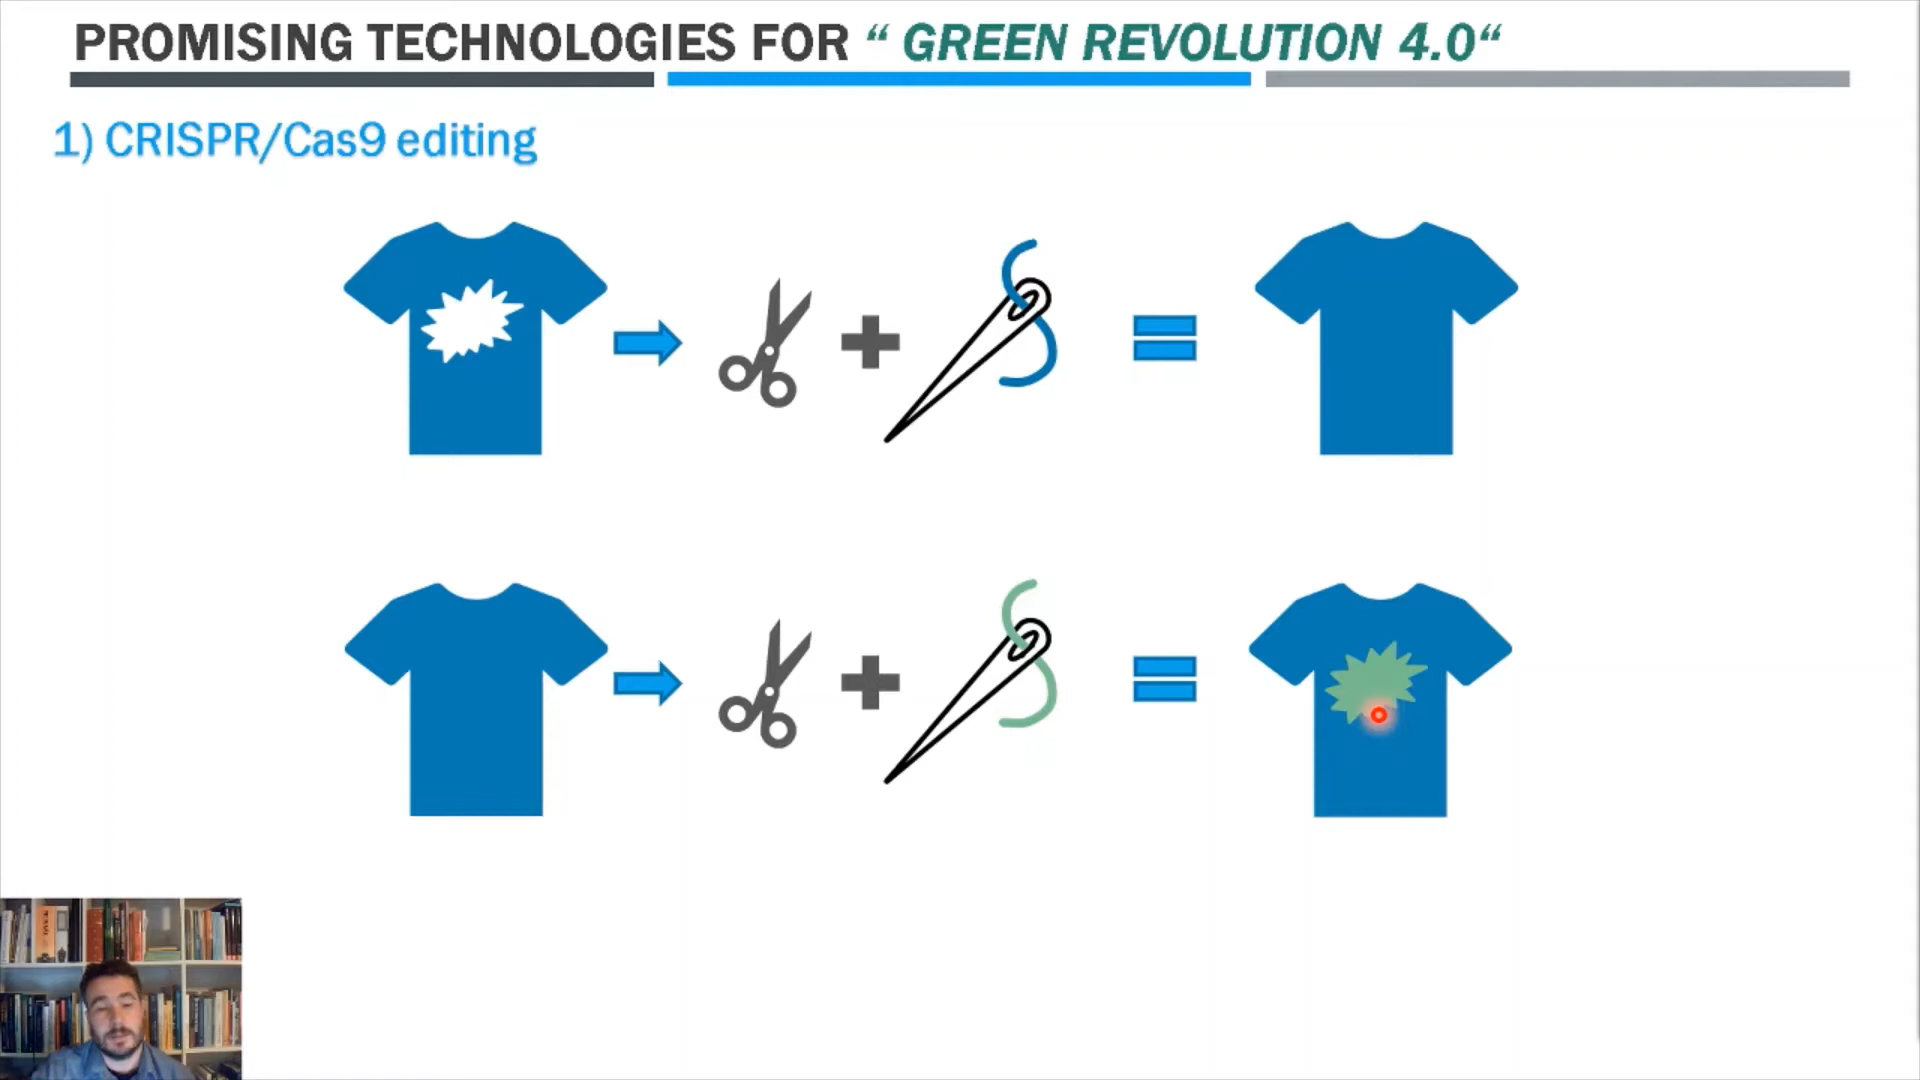 PROMISING TECHNOLOGIES FOR “ GREEN REVOLUTION 4.0“
1) CRISPR/Cas9 editing